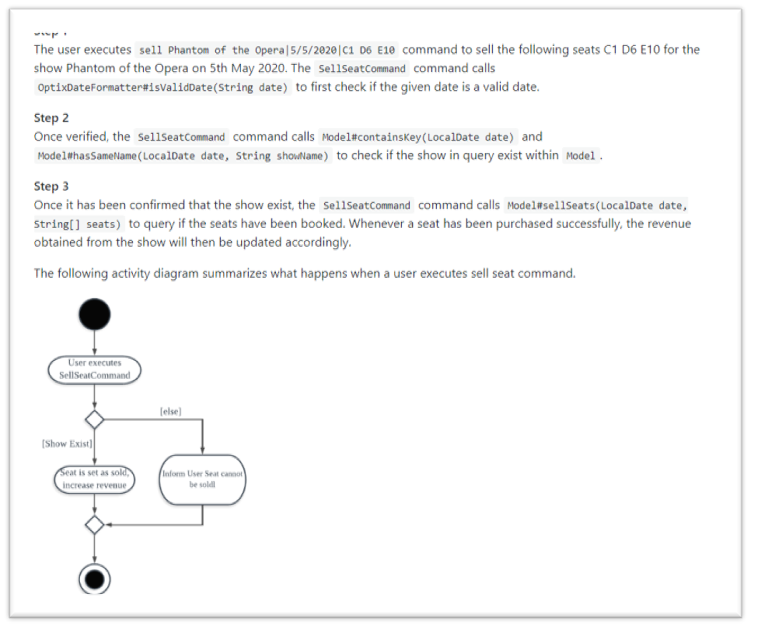 The user executes sell Phantom of the Opera|5/5/2020|C1 D6 E10 command to sell the following seats C1 D6 E10 for the
show Phantom of the Opera on 5th May 2020. The SellSeatCommand command calls
OptixDateFormatter#isValidDate(String date) to first check if the given date is a valid date.
Step 2
Once verified, the SellSeatCommand command calls Model#containsKey(LocalDate date) and
Model#hasSameName(LocalDate date, String showName) to check if the show in query exist within Model .
Step 3
Once it has been confirmed that the show exist, the SellSeatCommand command calls Model#sellSeats(LocalDate date,
String[] seats) to query if the seats have been booked. Whenever a seat has been purchased successfully, the revenue
obtained from the show will then be updated accordingly.
The following activity diagram summarizes what happens when a user executes sell seat command.
User executes
SellSeatCommand
[else]
[Show Exist]
Seat is set as sold,
increase revenue
Inform User Seat cannot
be sold